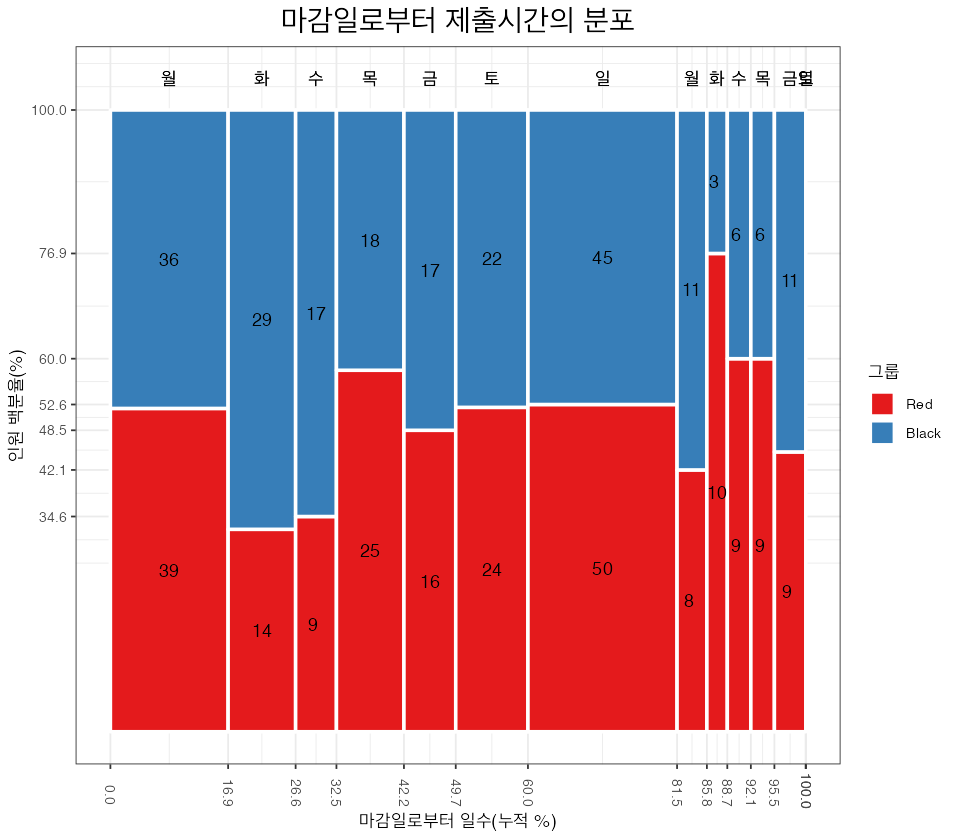 마감일로부터 제출시간의 분포
월 화 수 목 금 토 일 월 화 수 목 금 일
100.0
76.9
60.0
52.6
48.5
42.1
34.6
인원 백분율(%)
36 29 17 18 17 22 45 11 3 6 6 11
39 14 9 25 16 24 50 8 10 9 9 9
0.0 16.9 26.6 32.5 42.2 49.7 60.0 81.5 85.8 88.7 92.1 95.5 100.0
마감일로부터 일수(누적 %)
그룹
Red
Black